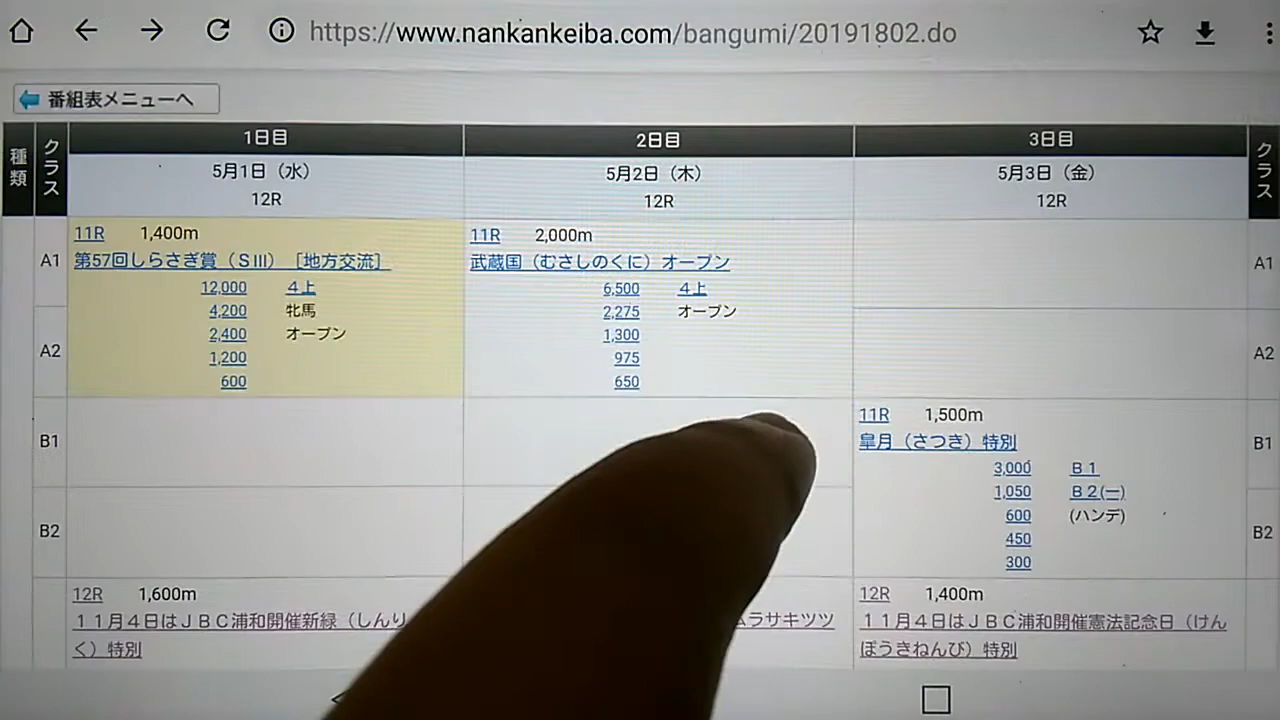 https://www.nankankeiba.com/bangumi/20191802.do
番組表メニューへ
種類
クラス
1日目
2日目
3日目
クラス
5月1日（水）
5月2日（木）
5月3日（金）
12R
12R
12R
A1
11R 1,400m
第57回しらさぎ賞（SIII）［地方交流］
12,000 4上
4,200 牝馬
2,400 オープン
1,200
600
11R 2,000m
武蔵国（むさしのくに）オープン
6,500 4上
2,275 オープン
1,300
975
650
A1
A2
A2
B1
11R 1,500m
皐月（さつき）特別
3,000 B1
1,050 B2(一)
600 (ハンデ)
450
300
B1
B2
B2
12R 1,600m
11月4日はJBC浦和開催新緑（しんり
く）特別
ラサキツツ
12R 1,400m
11月4日はJBC浦和開催憲法記念日（けん
ぽうきねんび）特別